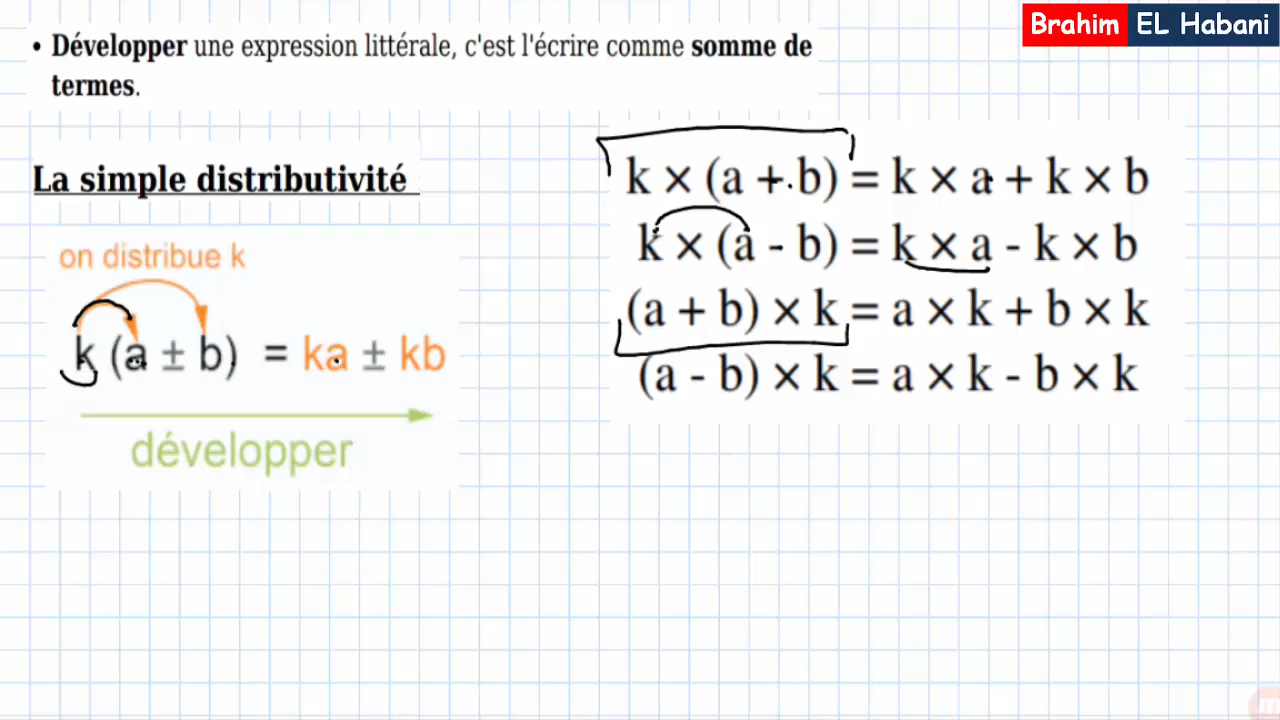 Brahim EL Habani
• Développer une expression littérale, c'est l'écrire comme somme de
termes.
La simple distributivité
on distribue k
k (a ± b) = ka ± kb
développer
k × (a + b) = k × a + k × b
k × (a - b) = k × a - k × b
(a + b) × k = a × k + b × k
(a - b) × k = a × k - b × k